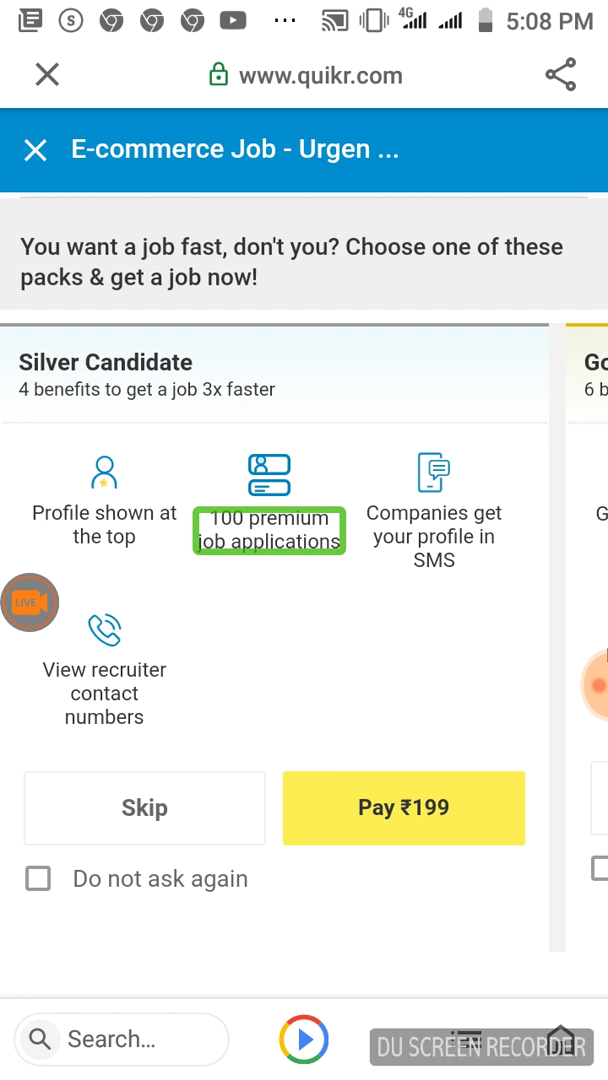 4G
5:08 PM
www.quikr.com
E-commerce Job - Urgen ...
You want a job fast, don't you? Choose one of these
packs & get a job now!
Silver Candidate
4 benefits to get a job 3x faster
Go
6 b
Profile shown at
the top
100 premium
job applications
Companies get
your profile in
SMS
G
LIVE
View recruiter
contact
numbers
Skip
Pay ₹199
Do not ask again
Search...
DU SCREEN RECORDER